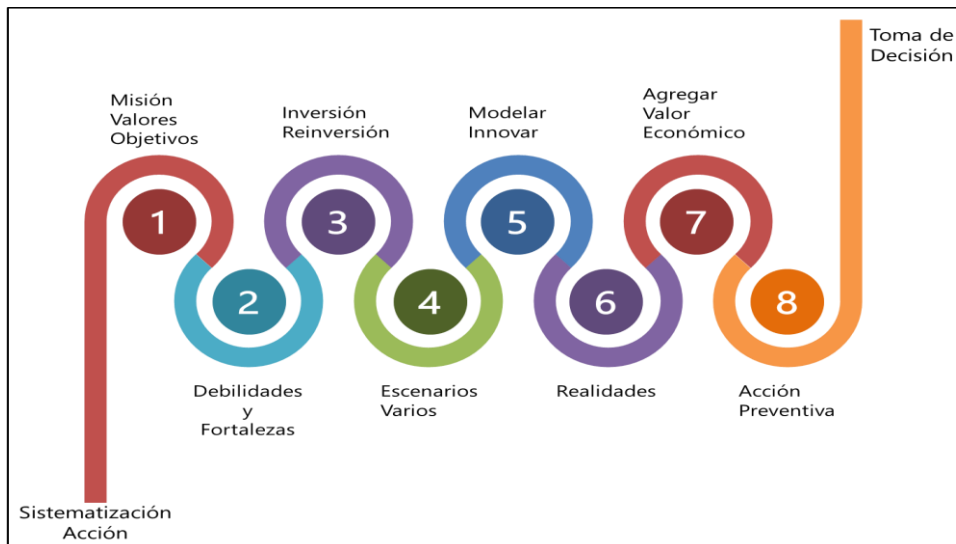 Toma de
Decisión
Misión
Valores
Objetivos
Inversión
Reinversión
Modelar
Innovar
Agregar
Valor
Económico
1
3
5
7
2
4
6
8
Debilidades
y
Fortalezas
Escenarios
Varios
Realidades
Acción
Preventiva
Sistematización
Acción